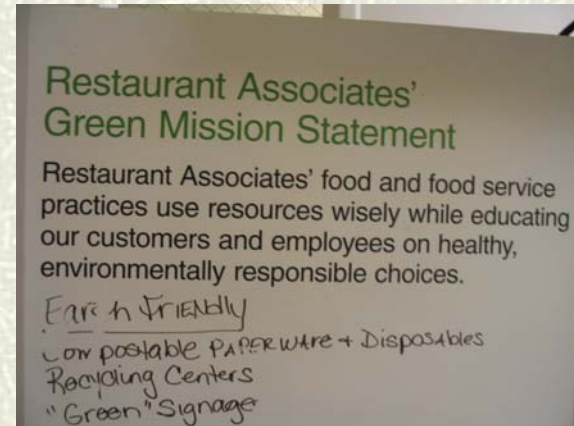 Restaurant Associates'
Green Mission Statement
Restaurant Associates' food and food service
practices use resources wisely while educating
our customers and employees on healthy,
environmentally responsible choices.
Earth FriENdly
Compostable PAPERWAre + DisposAbles
Recycling Centers
"Green" Signage